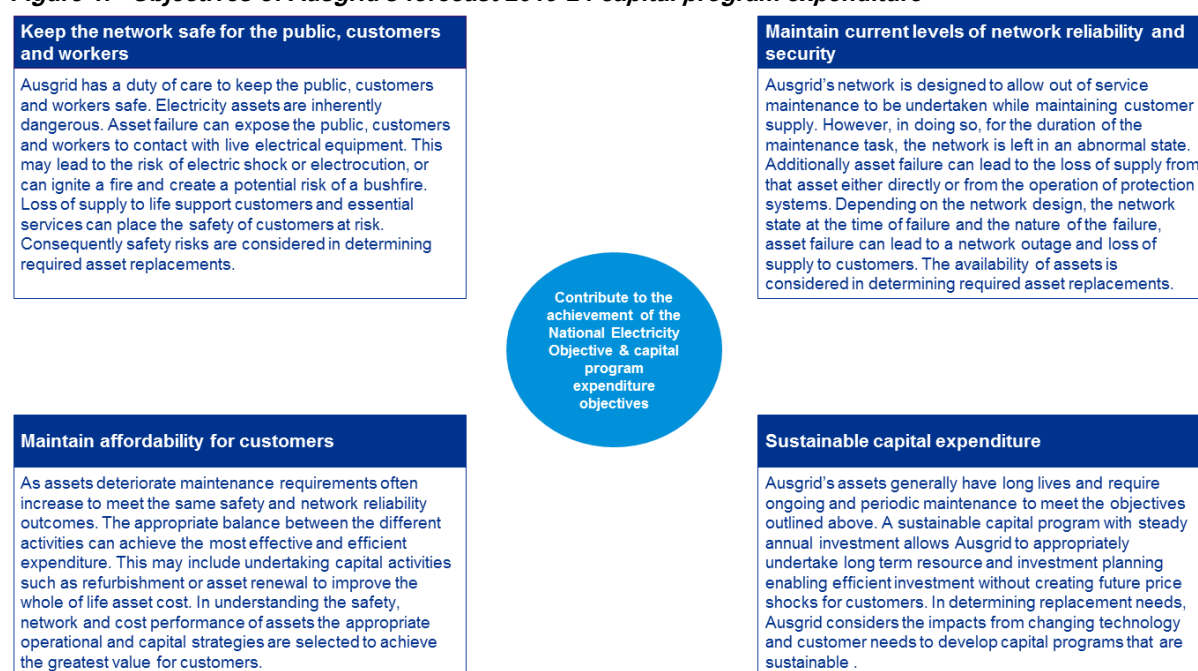 Keep the network safe for the public, customers
and workers
Ausgrid has a duty of care to keep the public, customers
and workers safe. Electricity assets are inherently
dangerous. Asset failure can expose the public, customers
and workers to contact with live electrical equipment. This
may lead to the risk of electric shock or electrocution, or
can ignite a fire and create a potential risk of a bushfire.
Loss of supply to life support customers and essential
services can place the safety of customers at risk.
Consequently safety risks are considered in determining
required asset replacements.
Maintain current levels of network reliability and
security
Ausgrid's network is designed to allow out of service
maintenance to be undertaken while maintaining customer
supply. However, in doing so, for the duration of the
maintenance task, the network is left in an abnormal state.
Additionally asset failure can lead to the loss of supply from
that asset either directly or from the operation of protection
systems. Depending on the network design, the network
state at the time of failure and the nature of the failure,
asset failure can lead to a network outage and loss of
supply to customers. The availability of assets is
considered in determining required asset replacements.
Contribute to the
achievement of the
National Electricity
Objective & capital
program
expenditure
objectives
Maintain affordability for customers
As assets deteriorate maintenance requirements often
increase to meet the same safety and network reliability
outcomes. The appropriate balance between the different
activities can achieve the most effective and efficient
expenditure. This may include undertaking capital activities
such as refurbishment or asset renewal to improve the
whole of life asset cost. In understanding the safety,
network and cost performance of assets the appropriate
operational and capital strategies are selected to achieve
the greatest value for customers.
Sustainable capital expenditure
Ausgrid's assets generally have long lives and require
ongoing and periodic maintenance to meet the objectives
outlined above. A sustainable capital program with steady
annual investment allows Ausgrid to appropriately
undertake long term resource and investment planning
enabling efficient investment without creating future price
shocks for customers. In determining replacement needs,
Ausgrid considers the impacts from changing technology
and customer needs to develop capital programs that are
sustainable .